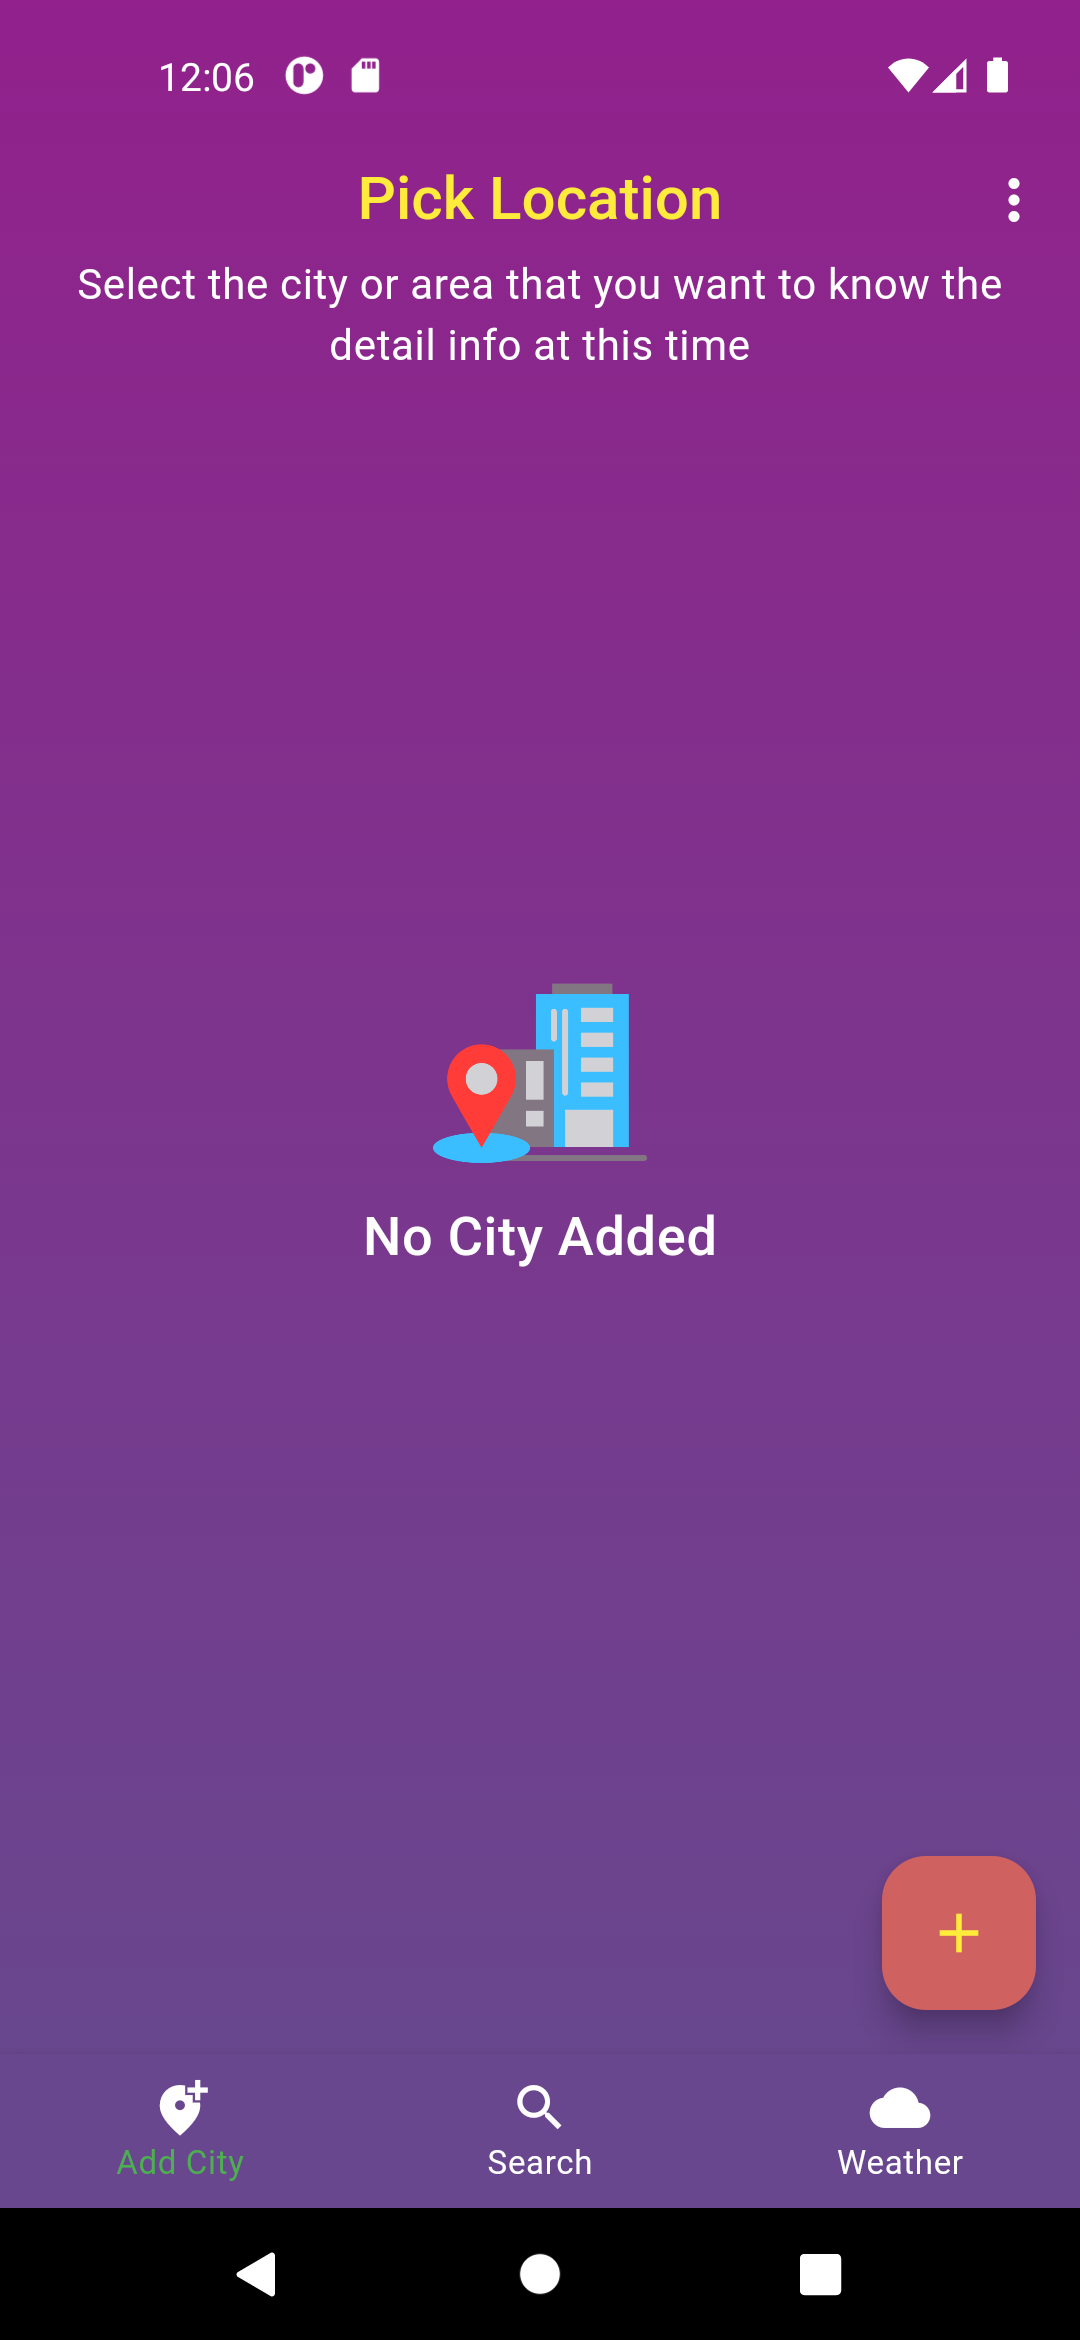 12:06
Pick Location
Select the city or area that you want to know the
detail info at this time
No City Added
Add City
Search
Weather